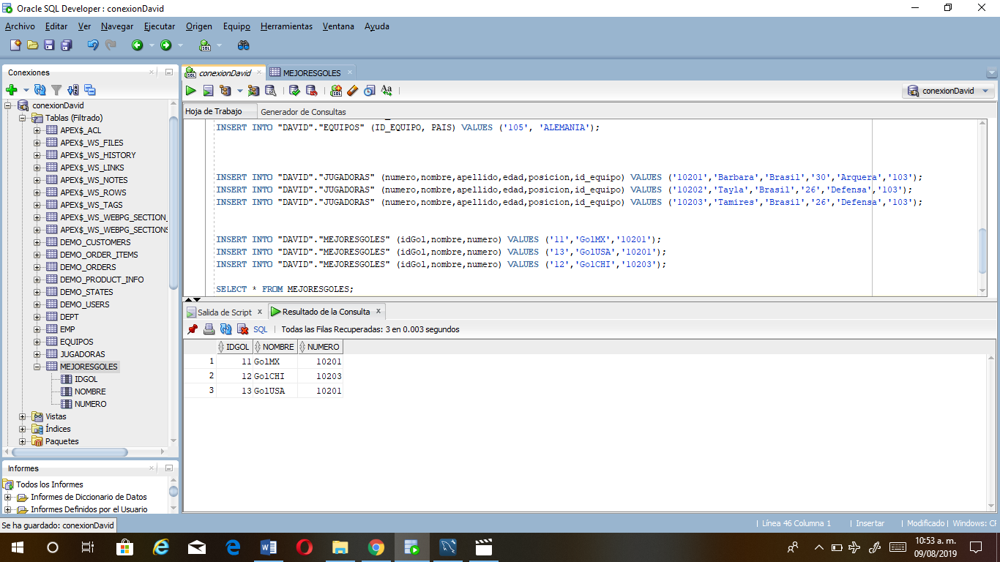 Oracle SQL Developer : conexionDavid
Archivo Editar Ver Navegar Ejecutar Origen Equipo Herramientas Ventana Ayuda
Conexiones
conexionDavid
Tablas (Filtrado)
APEX$_ACL
APEX$_WS_FILES
APEX$_WS_HISTORY
APEX$_WS_LINKS
APEX$_WS_NOTES
APEX$_WS_ROWS
APEX$_WS_TAGS
APEX$_WS_WEBPG_SECTION_
APEX$_WS_WEBPG_SECTIONS
DEMO_CUSTOMERS
DEMO_ORDER_ITEMS
DEMO_ORDERS
DEMO_PRODUCT_INFO
DEMO_STATES
DEMO_USERS
DEPT
EMP
EQUIPOS
JUGADORAS
MEJORESGOLES
IDGOL
NOMBRE
NUMERO
Vistas
Índices
Paquetes
Informes
Todos los Informes
Informes de Diccionario de Datos
Informes Definidos por el Usuario
conexionDavid MEJORESGOLES
conexionDavid
Hoja de Trabajo Generador de Consultas
INSERT INTO "DAVID"."EQUIPOS" (ID_EQUIPO, PAIS) VALUES ('105', 'ALEMANIA');
INSERT INTO "DAVID"."JUGADORAS" (numero,nombre,apellido,edad,posicion,id_equipo) VALUES ('10201','Barbara','Brasil','30','Arquera','103');
INSERT INTO "DAVID"."JUGADORAS" (numero,nombre,apellido,edad,posicion,id_equipo) VALUES ('10202','Tayla','Brasil','26','Defensa','103');
INSERT INTO "DAVID"."JUGADORAS" (numero,nombre,apellido,edad,posicion,id_equipo) VALUES ('10203','Tamires','Brasil','26','Defensa','103');
INSERT INTO "DAVID"."MEJORESGOLES" (idGol,nombre,numero) VALUES ('11','GolMX','10201');
INSERT INTO "DAVID"."MEJORESGOLES" (idGol,nombre,numero) VALUES ('13','GolUSA','10201');
INSERT INTO "DAVID"."MEJORESGOLES" (idGol,nombre,numero) VALUES ('12','GolCHI','10203');
SELECT * FROM MEJORESGOLES;
Salida de Script x Resultado de la Consulta x
SQL | Todas las Filas Recuperadas: 3 en 0.003 segundos
IDGOL NOMBRE NUMERO
1 11 GolMX 10201
2 12 GolCHI 10203
3 13 GolUSA 10201
Se ha guardado: conexionDavid
| Línea 46 Columna 1 | Insertar | Modificado | Windows: CF
10:53 a. m.
09/08/2019